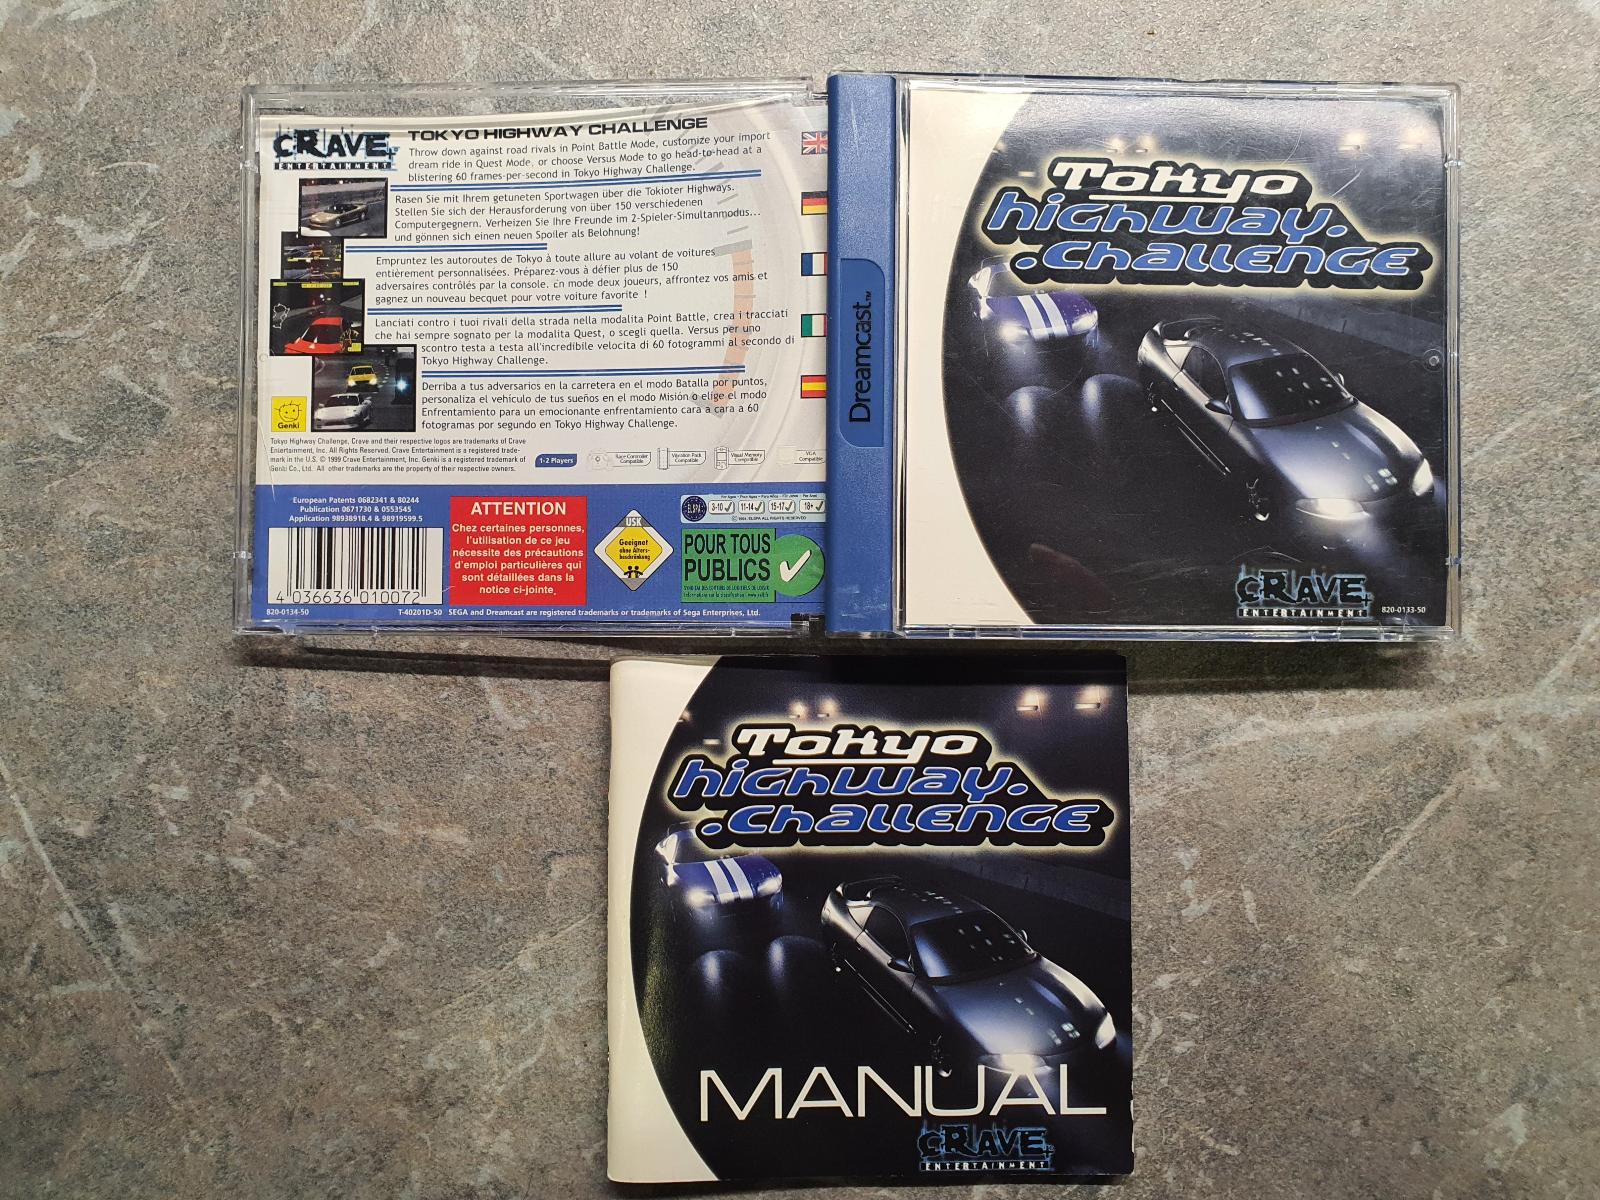 CRAVE
ENTERTAINMENT
TOKYO HIGHWAY CHALLENGE
Throw down against road rivals in Point Battle Mode, customize your import
dream ride in Quest Mode, or choose Versus Mode to go head-to-head at a
blistering 60 frames-per-second in Tokyo Highway Challenge.
Rasen Sie mit Ihrem getuneten Sportwagen über die Tokioter Highways.
Stellen Sie sich der Herausforderung von über 150 verschiedenen
Computergegnern. Verheizen Sie Ihre Freunde im 2-Spieler-Simultanmodus...
und gönnen sich einen neuen Spoiler als Belohnung!
Empruntez les autoroutes de Tokyo à toute allure au volant de voitures
entièrement personnalisées. Préparez-vous à défier plus de 150
adversaires contrôlés par la console. En mode deux joueurs, affrontez vos amis et
gagnez un nouveau becquet pour votre voiture favorite !
Lanciati contro i tuoi rivali della strada nella modalita Point Battle, crea i tracciati
che hai sempre sognato per la modalita Quest, o scegli quella. Versus per uno
scontro testa a testa all'incredibile velocita di 60 fotogrammi al secondo di
Tokyo Highway Challenge.
Derriba a tus adversarios en la carretera en el modo Batalla por puntos,
personaliza el vehículo de tus sueños en el modo Misión o elige el modo
Enfrentamiento para un emocionante enfrentamiento cara a cara a 60
fotogramas por segundo en Tokyo Highway Challenge.
Genki
Tokyo Highway Challenge, Crave and their respective logos are trademarks of Crave
Entertainment, Inc. All Rights Reserved. Crave Entertainment is a registered trade-
mark in the U.S. © 1999 Crave Entertainment, Inc. Genki is a registered trademark of
Genki Co., Ltd. All other trademarks are the property of their respective owners.
1-2 Players
Race Controller
Compatible
Vibration Pack
Compatible
Visual Memory
Compatible
VGA
Compatible
European Patents 0682341 & 80244
Publication 0671730 & 0553545
Application 98938918.4 & 98919599.5
4 036636 010072
820-0134-50
T-40201D-50
SEGA and Dreamcast are registered trademarks or trademarks of Sega Enterprises, Ltd.
ATTENTION
Chez certaines personnes,
l'utilisation de ce jeu
nécessite des précautions
d'emploi particulières qui
sont détaillées dans la
notice ci-jointe.
USK
Geeignet
ohne Alters-
beschränkung
ELSPA
3-10
11-14
15-17
18+
POUR TOUS
PUBLICS
Dreamcast™
Tokyo
highway.
.challenge
CRAVE
ENTERTAINMENT
820-0133-50
Tokyo
highway.
.challenge
MANUAL
CRAVE
ENTERTAINMENT